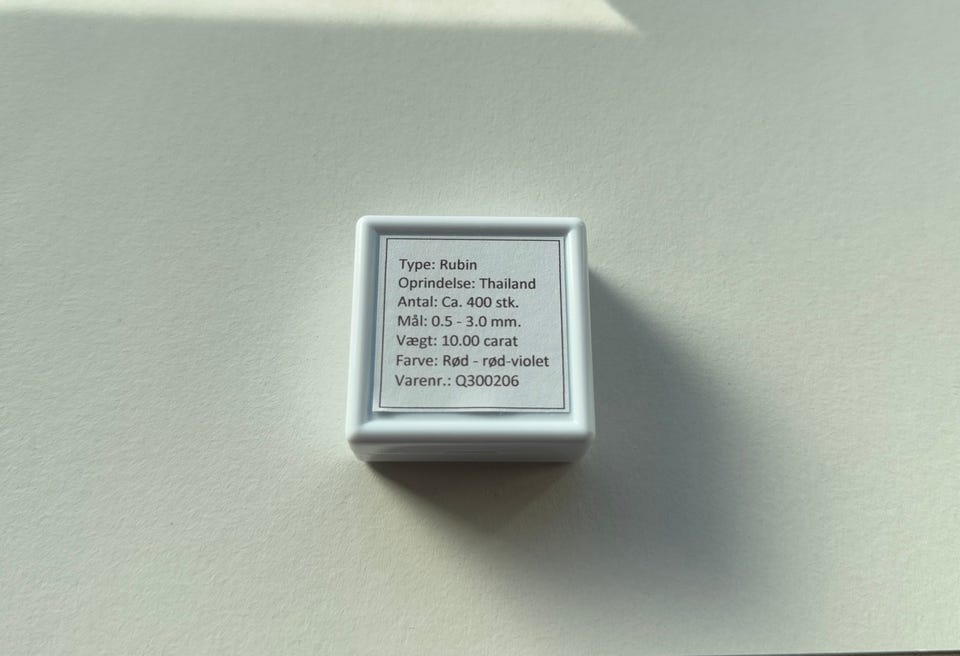 Type: Rubin
Oprindelse: Thailand
Antal: Ca. 400 stk.
Mål: 0.5 - 3.0 mm.
Vægt: 10.00 carat
Farve: Rød - rød-violet
Varenr.: Q300206